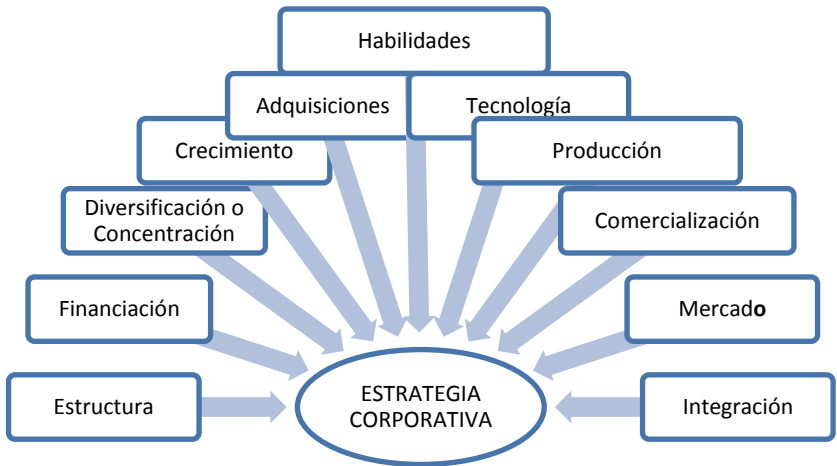 Habilidades
Adquisiciones
Tecnología
Crecimiento
Producción
Diversificación o
Concentración
Comercialización
Financiación
Mercado
Estructura
ESTRATEGIA
CORPORATIVA
Integración